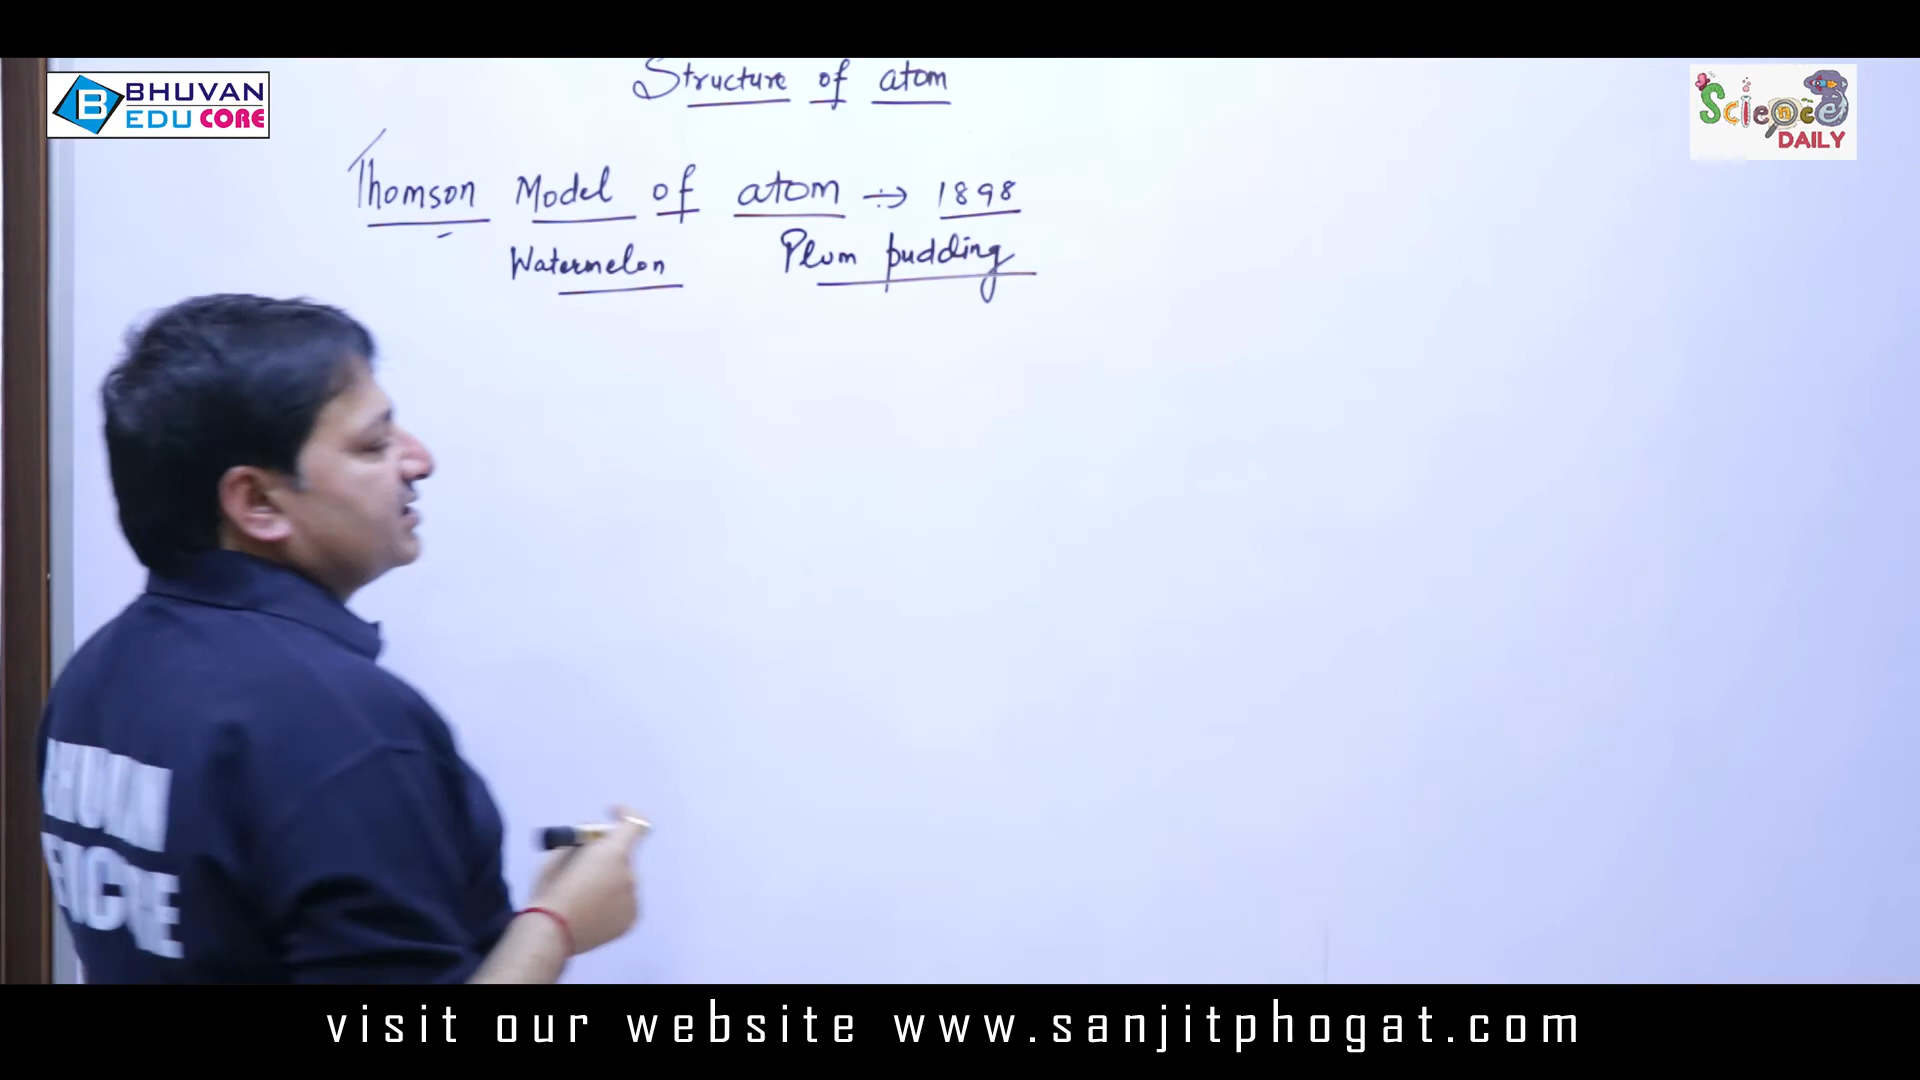 Structure of atom
BHUVAN
EDU CORE
Science
DAILY
Thomson Model of atom ÷> 1898
Watermelon Plum pudding
visit our website www.sanjitphogat.com